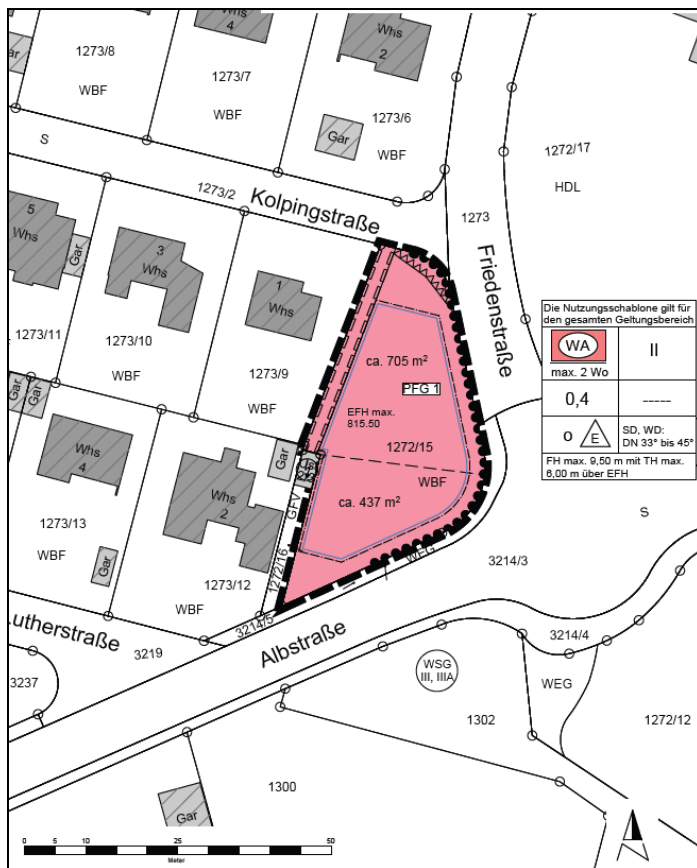 Whs
4
Whs
2
Gar
1273/8
1273/7
WBF
WBF
1273/6
Gar
WBF
1272/17
HDL
S
1273/2
Kolpingstraße
1273
Friedenstraße
5
Whs
Gar
3
Whs
1
Whs
1273/11
1273/10
WBF
1273/9
WBF
Die Nutzungsschablone gilt für
den gesamten Geltungsbereich
WA
II
max. 2 Wo
0,4
-----
o
E
SD, WD:
DN 33° bis 45°
FH max. 9,50 m mit TH max.
6,00 m über EFH
ca. 705 m²
PFG 1
EFH max.
815.50
1272/15
WBF
ca. 437 m²
Gar
Gar
Whs
4
Gar
Whs
2
GFV
1273/13
WBF
Gar
1273/12
WBF
1272/16
WEG
S
3214/3
3214/5
Lutherstraße
3219
Albstraße
3214/4
3237
WSG
III, IIIA
WEG
1302
1272/12
1300
Gar
0
5
10
25
50
Meter